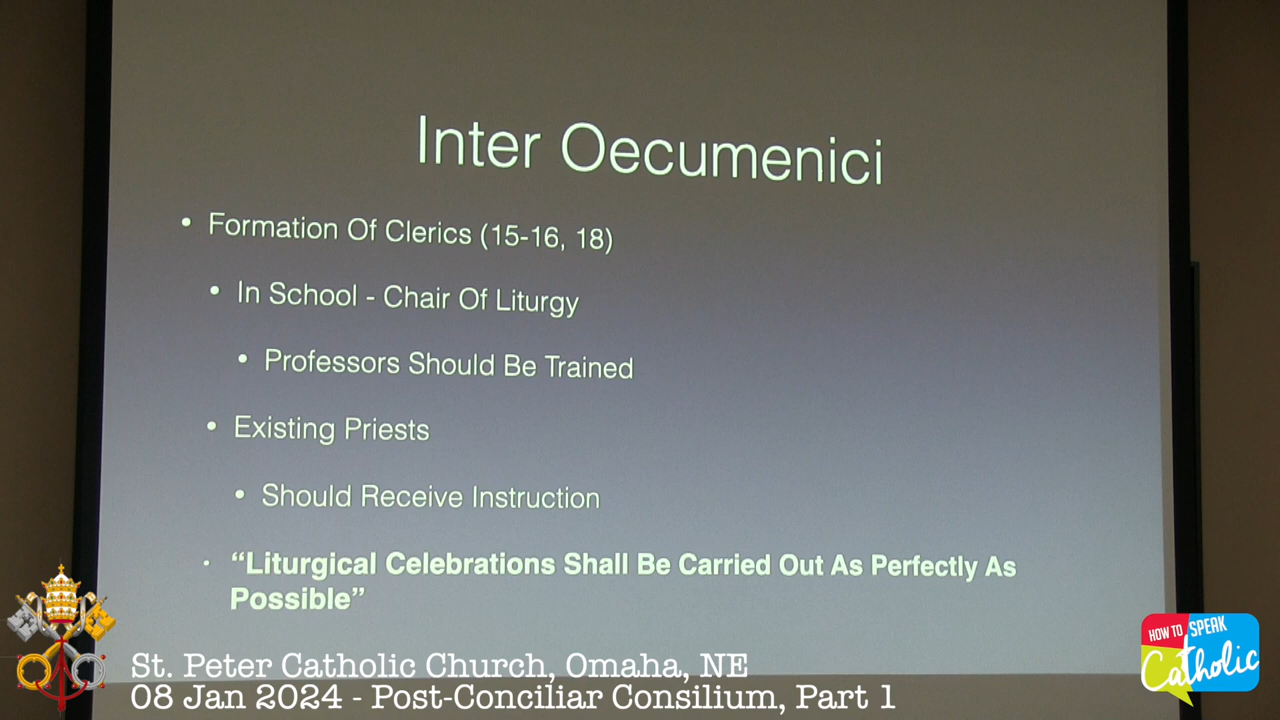 Inter Oecumenici
• Formation Of Clerics (15-16, 18)
• In School - Chair Of Liturgy
• Professors Should Be Trained
• Existing Priests
• Should Receive Instruction
• “Liturgical Celebrations Shall Be Carried Out As Perfectly As
Possible”
St. Peter Catholic Church, Omaha, NE
08 Jan 2024 - Post-Conciliar Consilium, Part 1
HOW TO SPEAK
Catholic